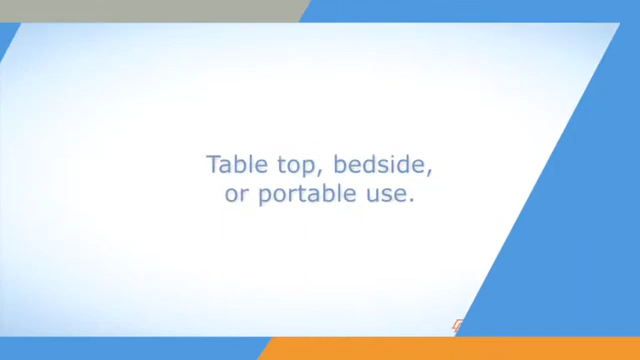 Table top, bedside,
or portable use.